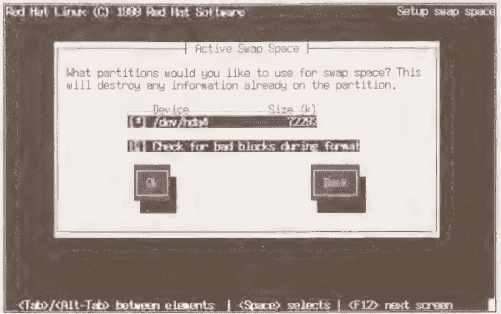 Red Hat Linux (C) 1999 Red Hat Software Setup swap space
Active Swap Space
What partitions would you like to use for swap space? This
will destroy any information already on the partition.
Device Size (k)
[*] /dev/hda4 72292
[ ] Check for bad blocks during format
Ok Back
<Tab>/<Alt-Tab> between elements | <Space> selects | <F12> next screen